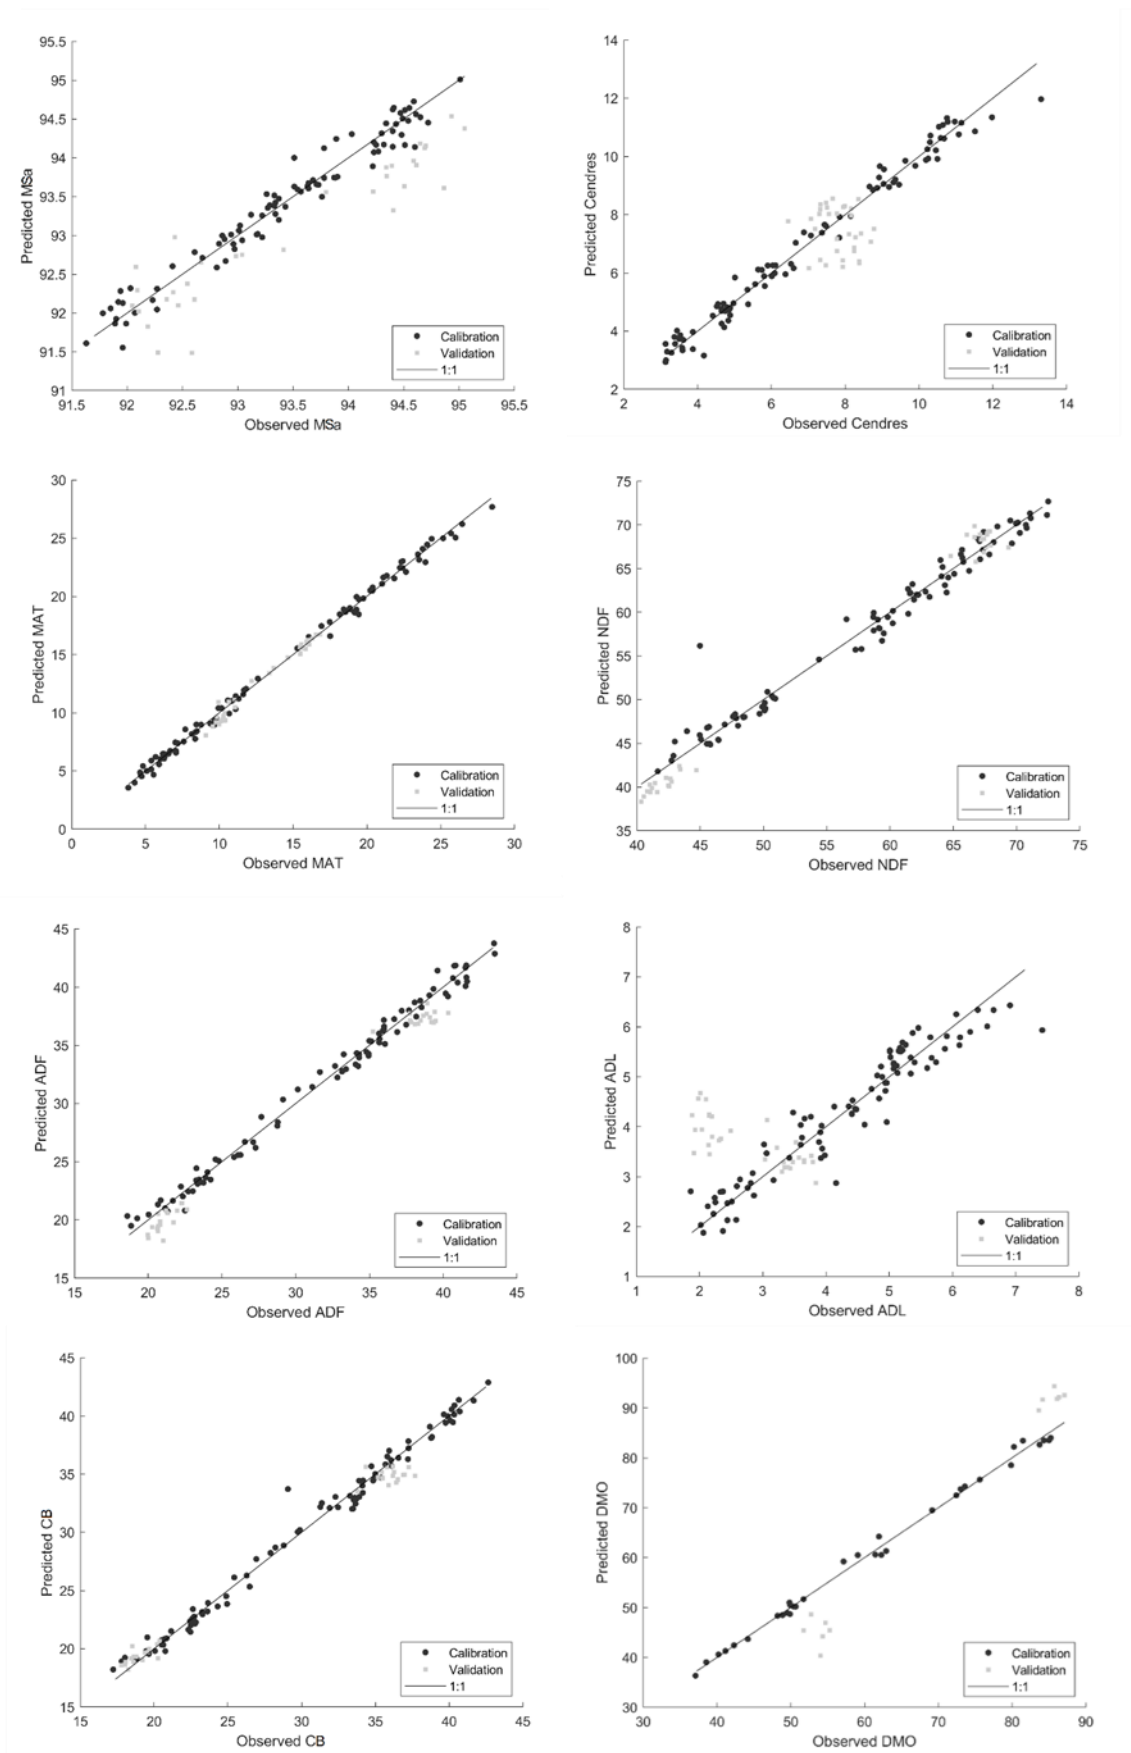 95.5
95
94.5
94
93.5
93
92.5
92
91.5
91
91.5 92 92.5 93 93.5 94 94.5 95 95.5
Predicted MSa
Observed MSa
Calibration
Validation
1:1
14
12
10
8
6
4
2
2 4 6 8 10 12 14
Predicted Cendres
Observed Cendres
Calibration
Validation
1:1
30
25
20
15
10
5
0
0 5 10 15 20 25 30
Predicted MAT
Observed MAT
Calibration
Validation
1:1
75
70
65
60
55
50
45
40
35
40 45 50 55 60 65 70 75
Predicted NDF
Observed NDF
Calibration
Validation
1:1
45
40
35
30
25
20
15
15 20 25 30 35 40 45
Predicted ADF
Observed ADF
Calibration
Validation
1:1
8
7
6
5
4
3
2
1
1 2 3 4 5 6 7 8
Predicted ADL
Observed ADL
Calibration
Validation
1:1
45
40
35
30
25
20
15
15 20 25 30 35 40 45
Predicted CB
Observed CB
Calibration
Validation
1:1
100
90
80
70
60
50
40
30
30 40 50 60 70 80 90
Predicted DMO
Observed DMO
Calibration
Validation
1:1